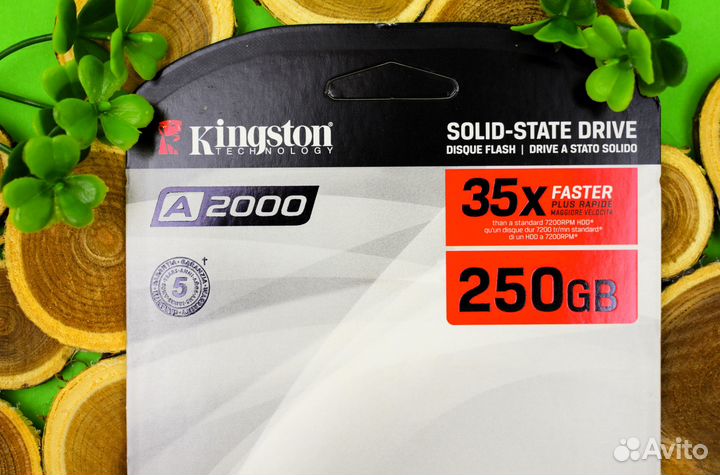 Kingston
TECHNOLOGY
SOLID-STATE DRIVE
DISQUE FLASH | DRIVE A STATO SOLIDO
A2000
35x FASTER
PLUS RAPIDE
MAGGIORE VELOCITÀ
than a standard 7200RPM HDD®
qu'un disque dur 7200 tr/mn standard®
di un HDD a 7200RPM®
5
†
250GB
Avito